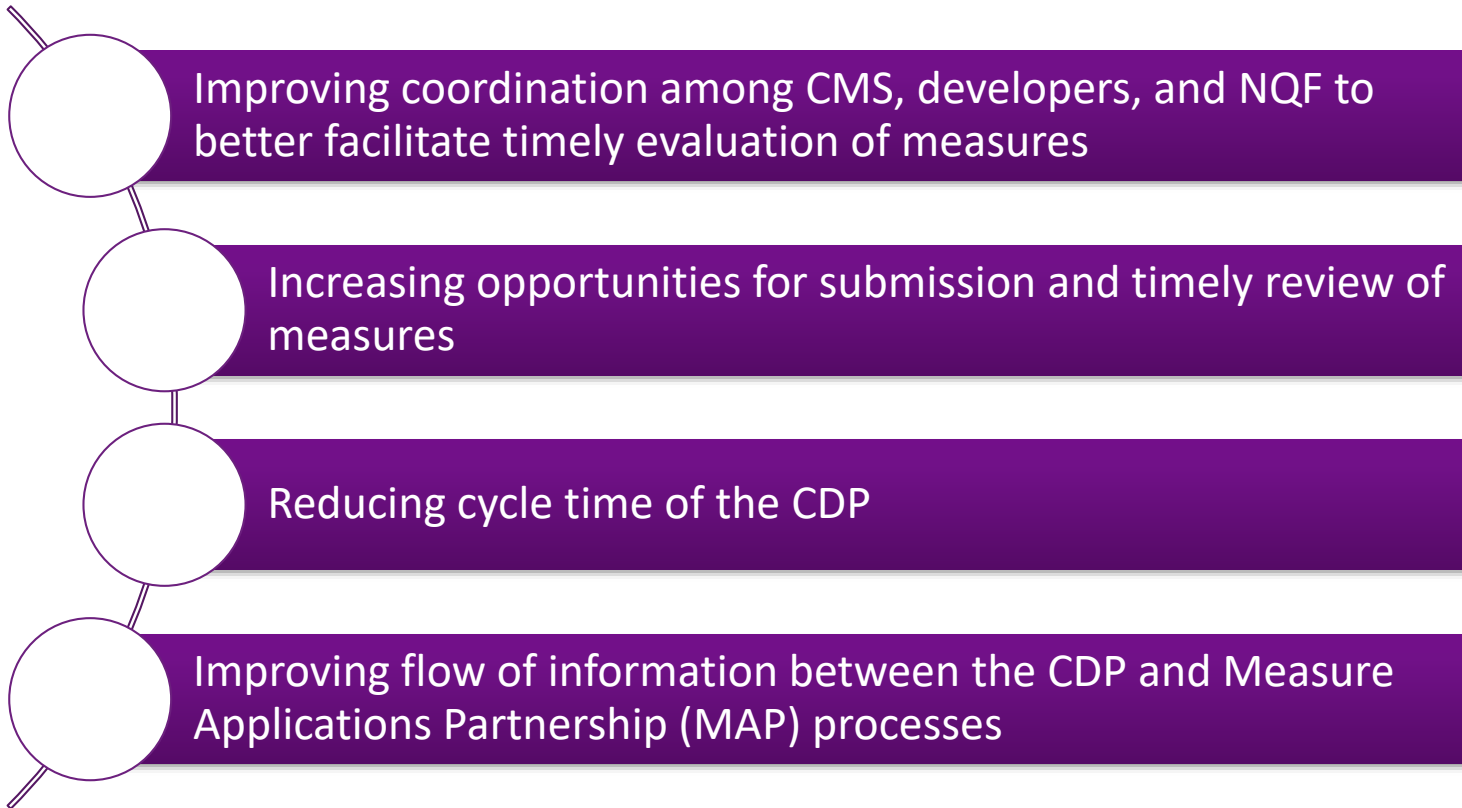 Improving coordination among CMS, developers, and NQF to
better facilitate timely evaluation of measures
Increasing opportunities for submission and timely review of
measures
Reducing cycle time of the CDP
Improving flow of information between the CDP and Measure
Applications Partnership (MAP) processes